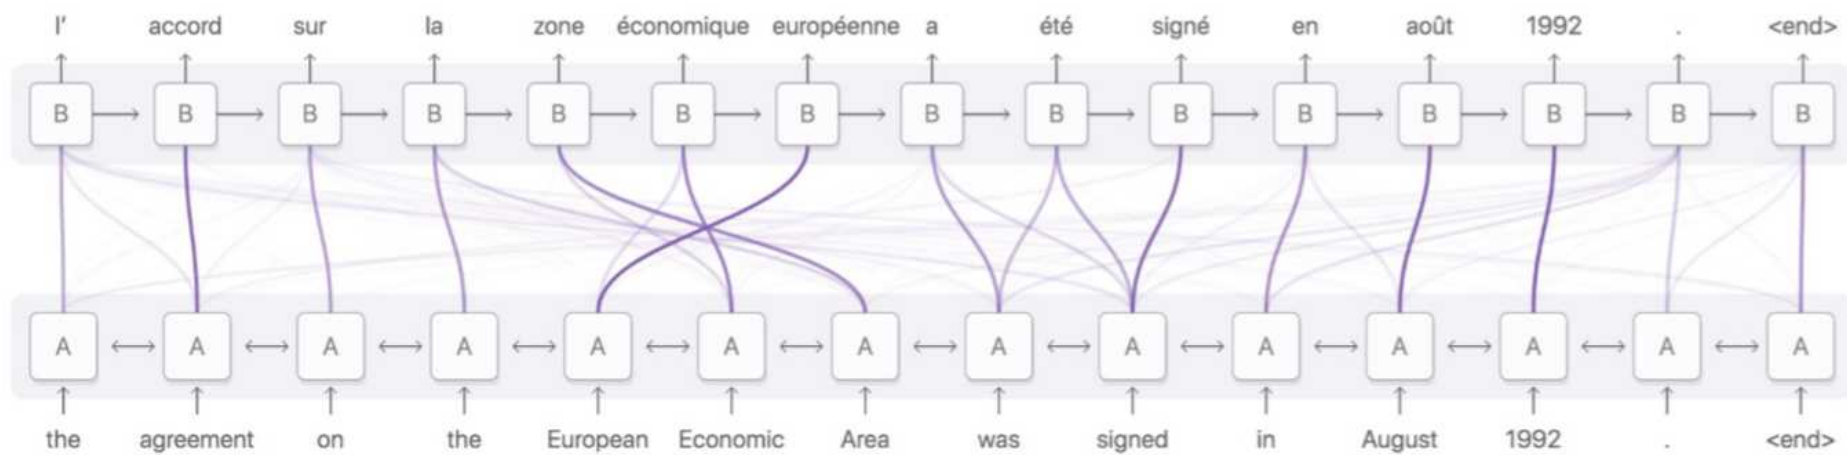 l' accord sur la zone économique européenne a été signé en août 1992 . <end>
B B B B B B B B B B B B B B B
A A A A A A A A A A A A A A
the agreement on the European Economic Area was signed in August 1992 . <end>